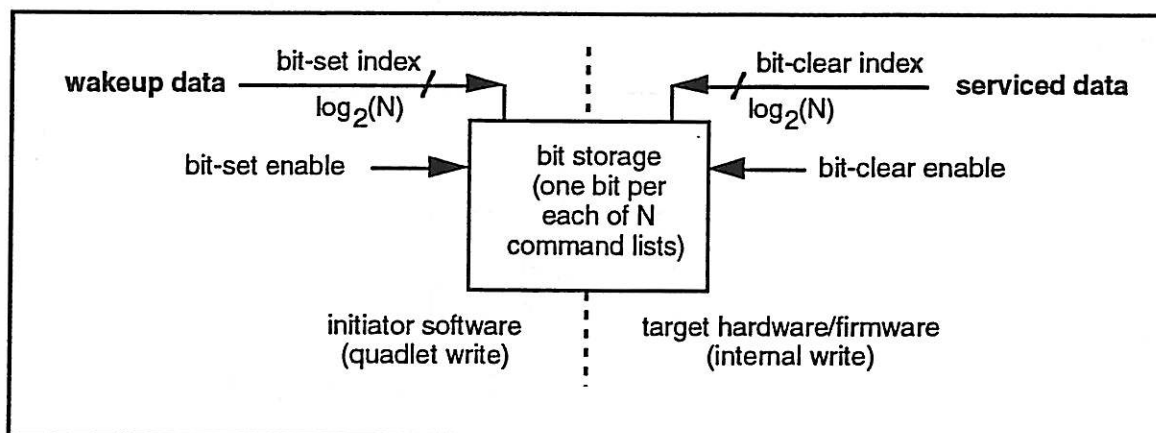 bit-set index
bit-clear index
wakeup data
serviced data
log2(N)
log2(N)
bit-set enable
bit storage
(one bit per
each of N
command lists)
bit-clear enable
initiator software
(quadlet write)
target hardware/firmware
(internal write)